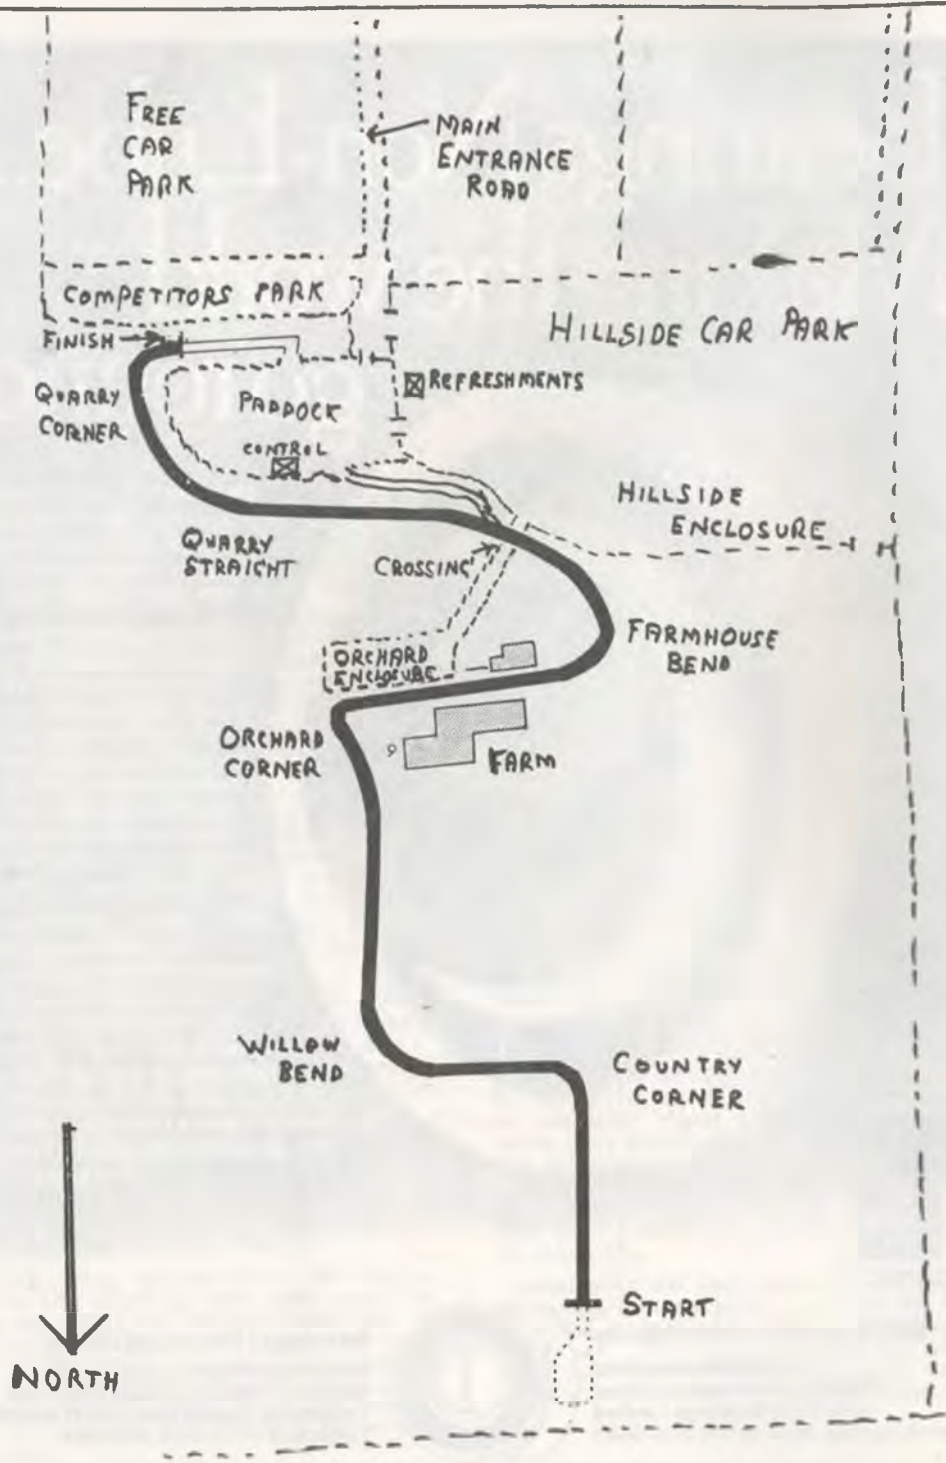 FREE
CAR
PARK
MAIN
ENTRANCE
ROAD
COMPETITORS PARK
FINISH
HILLSIDE CAR PARK
QUARRY
CORNER
PADDOCK
REFRESHMENTS
CONTROL
HILLSIDE
ENCLOSURE
QUARRY
STRAIGHT
CROSSING
FARMHOUSE
BEND
ORCHARD
ENCLOSURE
ORCHARD
CORNER
FARM
WILLOW
BEND
COUNTRY
CORNER
START
NORTH